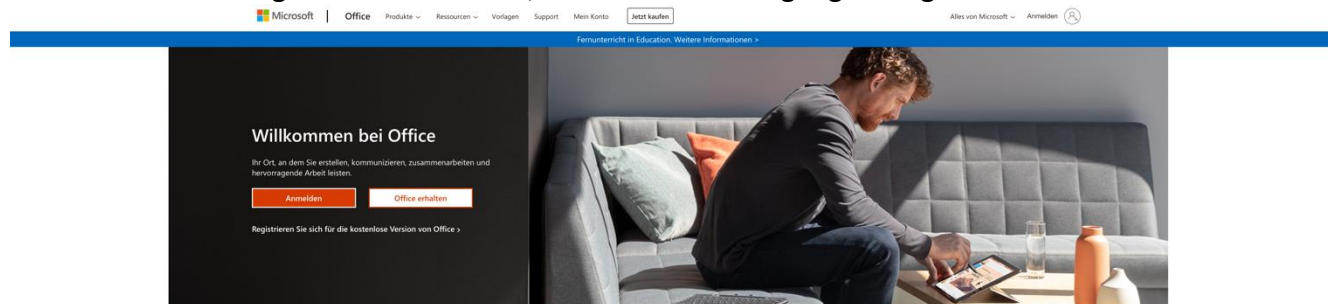 Microsoft Office Produkte Ressourcen Vorlagen Support Mein Konto Jetzt kaufen Alles von Microsoft Anmelden
Fernunterricht in Education. Weitere Informationen >
Willkommen bei Office
Ihr Ort, an dem Sie erstellen, kommunizieren, zusammenarbeiten und
hervorragende Arbeit leisten.
Anmelden Office erhalten
Registrieren Sie sich für die kostenlose Version von Office >